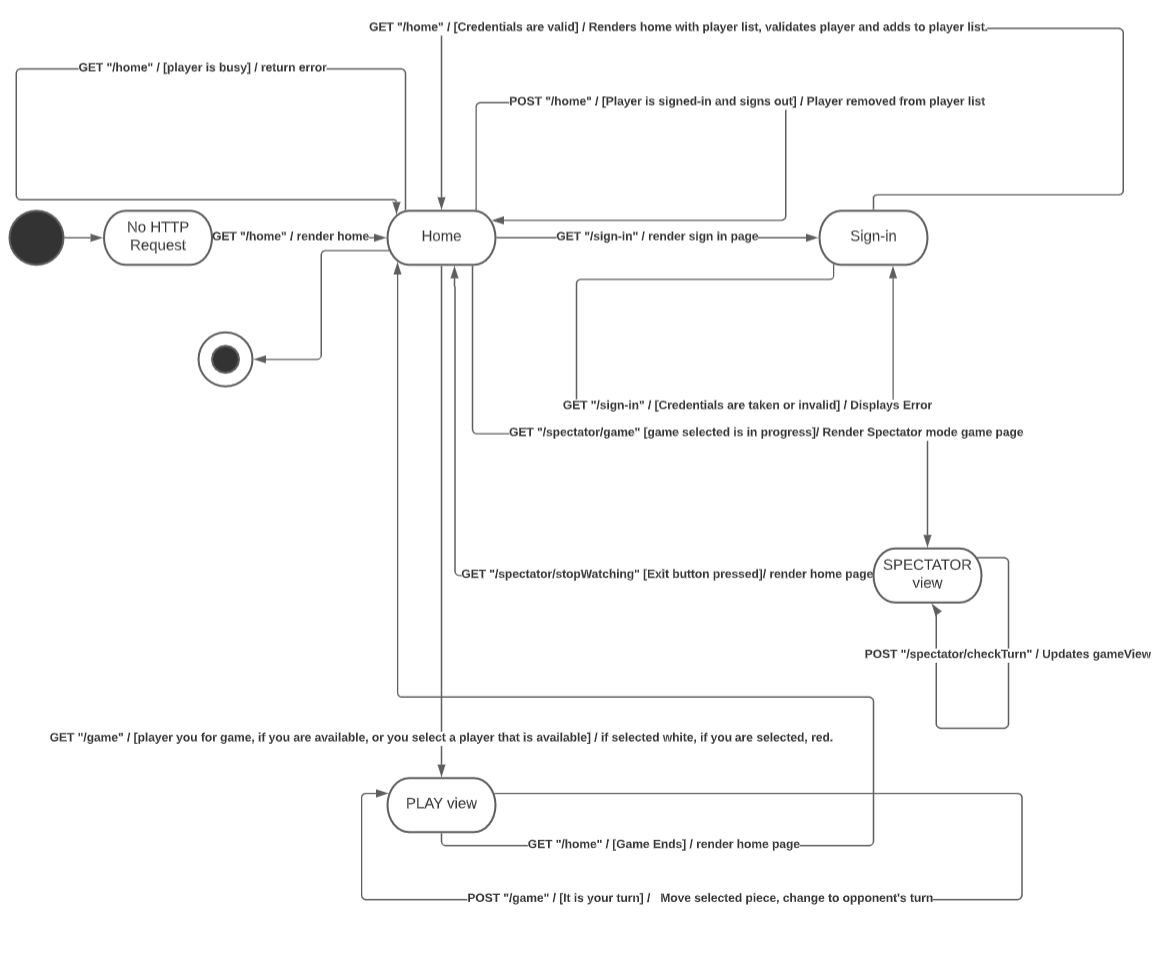 GET "/home" / [Credentials are valid] / Renders home with player list, validates player and adds to player list.
GET "/home" / [player is busy] / return error
POST "/home" / [Player is signed-in and signs out] / Player removed from player list
No HTTP
Request
GET "/home" / render home
Home
GET "/sign-in" / render sign in page
Sign-in
GET "/sign-in" / [Credentials are taken or invalid] / Displays Error
GET "/spectator/game" [game selected is in progress]/ Render Spectator mode game page
SPECTATOR
view
GET "/spectator/stopWatching" [Exit button pressed]/ render home page
POST "/spectator/checkTurn" / Updates gameView
GET "/game" / [player you for game, if you are available, or you select a player that is available] / if selected white, if you are selected, red.
PLAY view
GET "/home" / [Game Ends] / render home page
POST "/game" / [It is your turn] / Move selected piece, change to opponent's turn